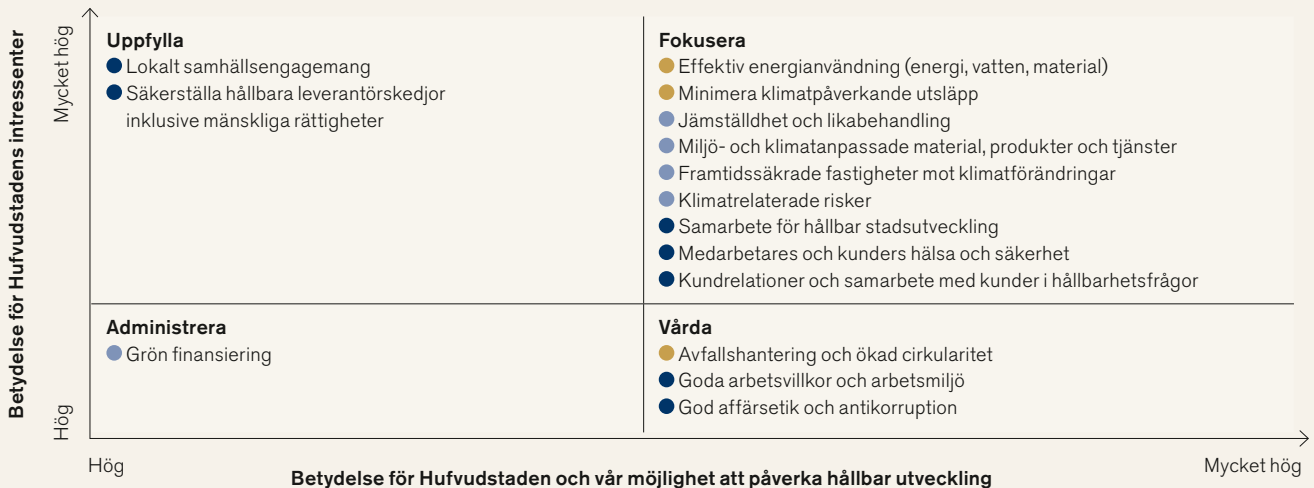 Betydelse för Hufvudstadens intressenter
Mycket hög
Hög
Uppfylla
Lokalt samhällsengagemang
Säkerställa hållbara leverantörskedjor
inklusive mänskliga rättigheter
Fokusera
Effektiv energianvändning (energi, vatten, material)
Minimera klimatpåverkande utsläpp
Jämställdhet och likabehandling
Miljö- och klimatanpassade material, produkter och tjänster
Framtidssäkrade fastigheter mot klimatförändringar
Klimatrelaterade risker
Samarbete för hållbar stadsutveckling
Medarbetares och kunders hälsa och säkerhet
Kundrelationer och samarbete med kunder i hållbarhetsfrågor
Administrera
Grön finansiering
Vårda
Avfallshantering och ökad cirkularitet
Goda arbetsvillkor och arbetsmiljö
God affärsetik och antikorruption
Hög
Betydelse för Hufvudstaden och vår möjlighet att påverka hållbar utveckling
Mycket hög